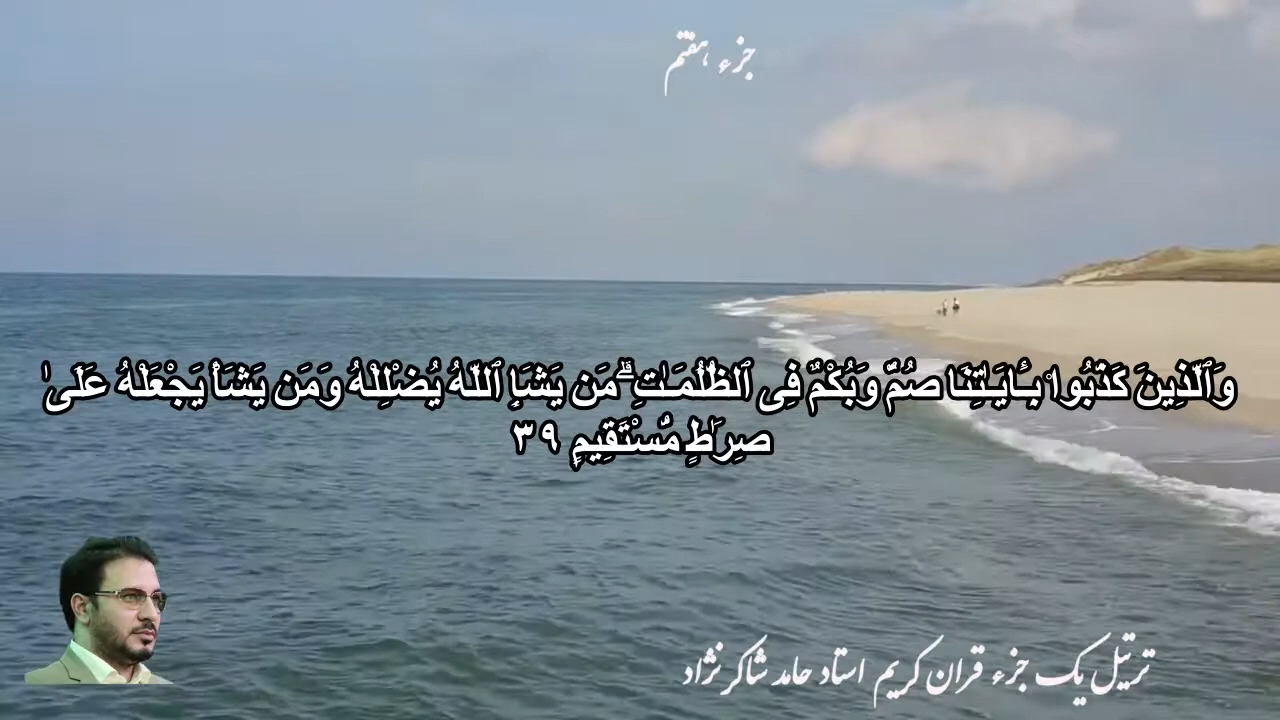 جزء هفتم
وَٱلَّذِينَ كَذَّبُوا۟ بِـَٔايَـٰتِنَا صُمٌّ وَبُكْمٌ فِى ٱلظُّلُمَـٰتِ ۗ مَن يَشَإِ ٱللَّهُ يُضْلِلْهُ وَمَن يَشَأْ يَجْعَلْهُ عَلَىٰ
صِرَٰطٍ مُّسْتَقِيمٍ ٣٩
ترتیل یک جزء قران کریم استاد حامد شاکرنژاد